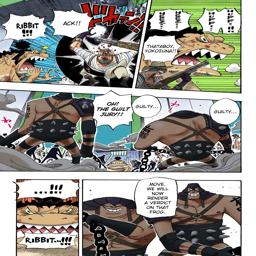 THATABOY,
YOKOZUNA!!
ACK!!
RIBBIT
!!!
GUILTY...
GUILTY...
OH!
THE GUILT
JURY!!
MOVE.
WE WILL NOW
RENDER A
VERDICT ON
THAT FROG.
...!!!
RIBBIT...!!!